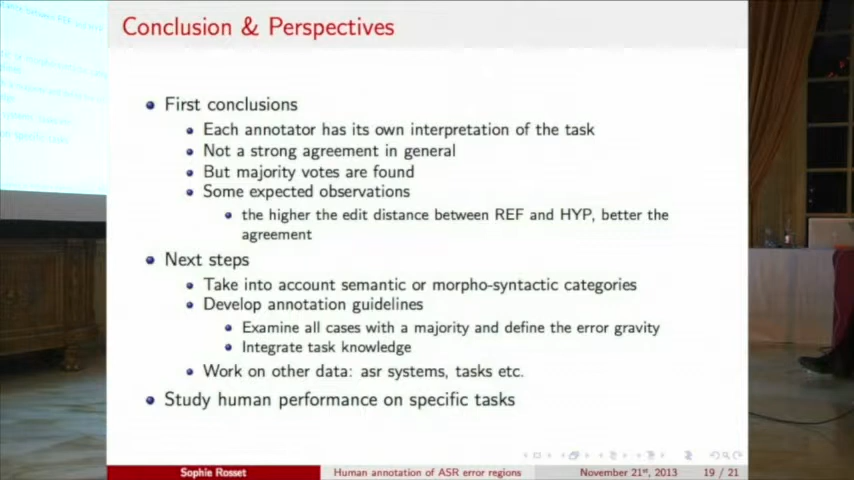 Conclusion & Perspectives
First conclusions
Each annotator has its own interpretation of the task
Not a strong agreement in general
But majority votes are found
Some expected observations
the higher the edit distance between REF and HYP, better the
agreement
Next steps
Take into account semantic or morpho-syntactic categories
Develop annotation guidelines
Examine all cases with a majority and define the error gravity
Integrate task knowledge
Work on other data: asr systems, tasks etc.
Study human performance on specific tasks
Sophie Rosset Human annotation of ASR error regions November 21st, 2013 19 / 21